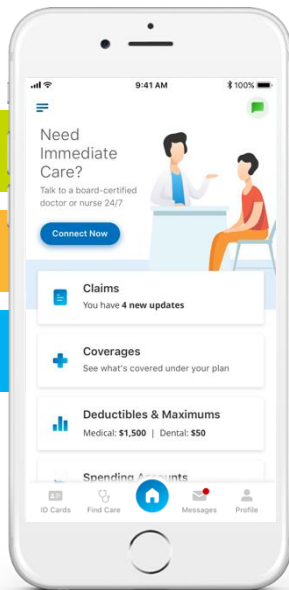 9:41 AM
100%
Need
Immediate
Care?
Talk to a board-certified
doctor or nurse 24/7
Connect Now
Claims
You have 4 new updates
Coverages
See what's covered under your plan
Deductibles & Maximums
Medical: $1,500 | Dental: $50
Spending Accounts
ID Cards Find Care Messages Profile